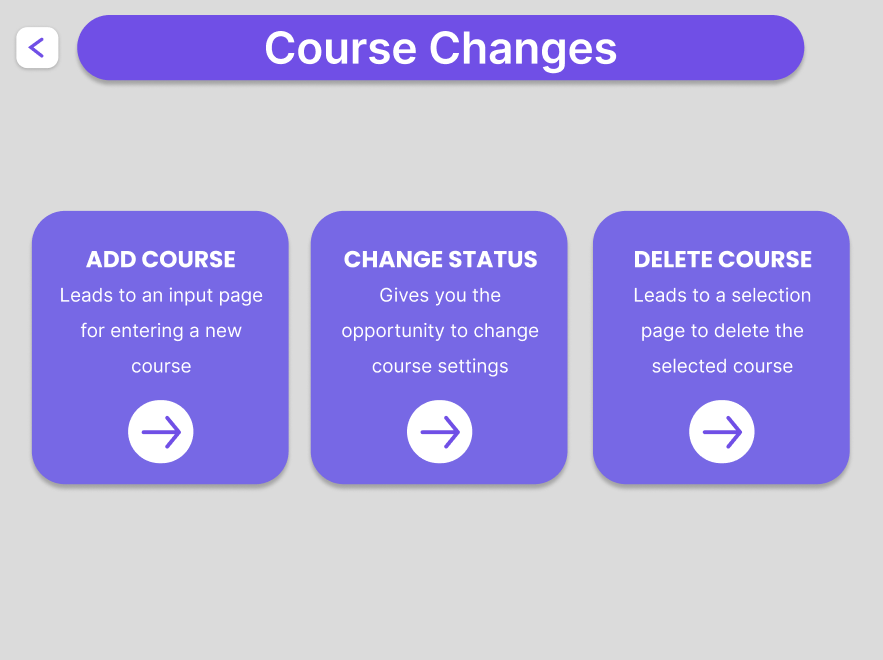 Course Changes
ADD COURSE
Leads to an input page
for entering a new
course
CHANGE STATUS
Gives you the
opportunity to change
course settings
DELETE COURSE
Leads to a selection
page to delete the
selected course